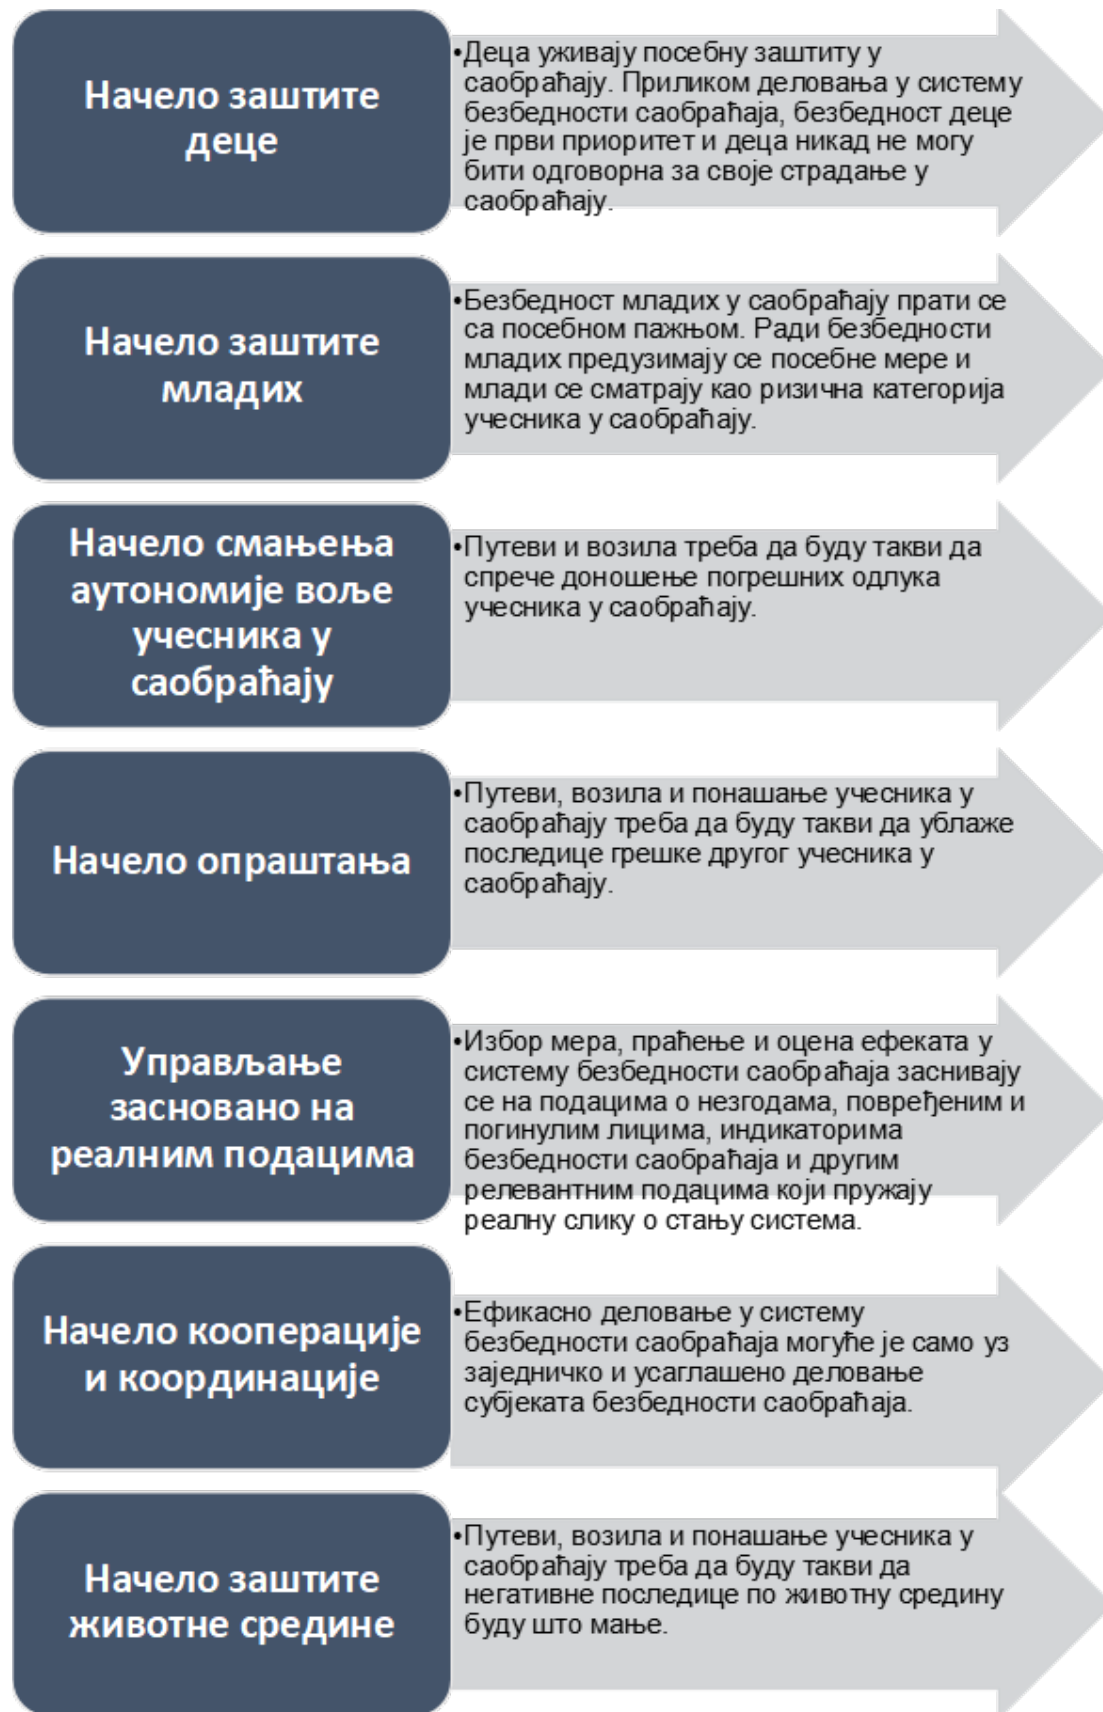 Начело заштите
деце
•Деца уживају посебну заштиту у
саобраћају. Приликом деловања у систему
безбедности саобраћаја, безбедност деце
је први приоритет и деца никад не могу
бити одговорна за своје страдање у
саобраћају.
Начело заштите
младих
•Безбедност младих у саобраћају прати се
са посебном пажњом. Ради безбедности
младих предузимају се посебне мере и
млади се сматрају као ризична категорија
учесника у саобраћају.
Начело смањења
аутономије воље
учесника у
саобраћају
•Путеви и возила треба да буду такви да
спрече доношење погрешних одлука
учесника у саобраћају.
Начело опраштања
•Путеви, возила и понашање учесника у
саобраћају треба да буду такви да ублаже
последице грешке другог учесника у
саобраћају.
Управљање
засновано на
реалним подацима
•Избор мера, праћење и оцена ефеката у
систему безбедности саобраћаја заснивају
се на подацима о незгодама, повређеним и
погинулим лицима, индикаторима
безбедности саобраћаја и другим
релевантним подацима који пружају
реалну слику о стању система.
Начело кооперације
и координације
•Ефикасно деловање у систему
безбедности саобраћаја могуће је само уз
заједничко и усаглашено деловање
субјеката безбедности саобраћаја.
Начело заштите
животне средине
•Путеви, возила и понашање учесника у
саобраћају треба да буду такви да
негативне последице по животну средину
буду што мање.